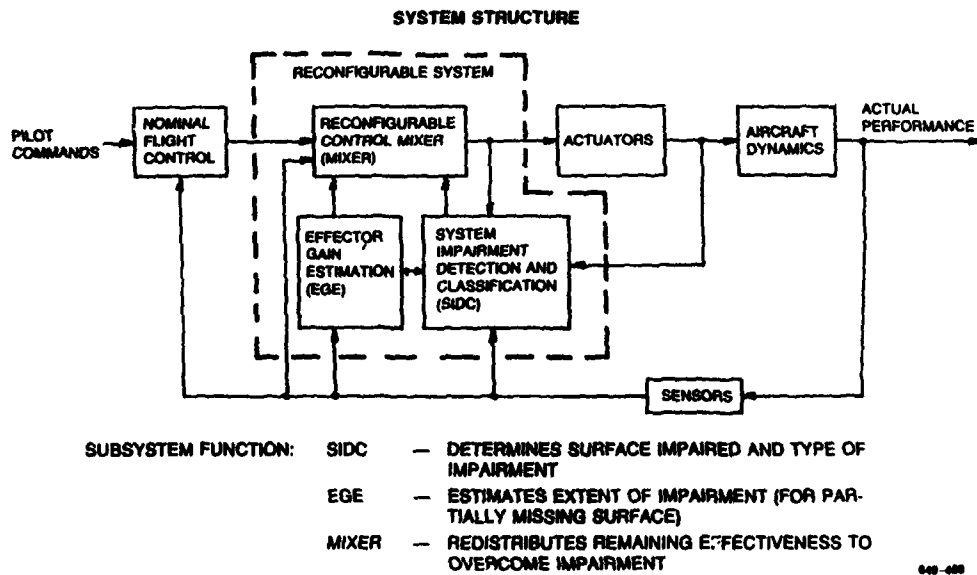 SYSTEM STRUCTURE
RECONFIGURABLE SYSTEM
PILOT
COMMANDS
NOMINAL
FLIGHT
CONTROL
RECONFIGURABLE
CONTROL MIXER
(MIXER)
ACTUATORS
AIRCRAFT
DYNAMICS
ACTUAL
PERFORMANCE
EFFECTOR
GAIN
ESTIMATION
(EGE)
SYSTEM
IMPAIRMENT
DETECTION AND
CLASSIFICATION
(SIDC)
SENSORS
SUBSYSTEM FUNCTION: SIDC — DETERMINES SURFACE IMPAIRED AND TYPE OF
IMPAIRMENT
EGE — ESTIMATES EXTENT OF IMPAIRMENT (FOR PAR-
TIALLY MISSING SURFACE)
MIXER — REDISTRIBUTES REMAINING EFFECTIVENESS TO
OVERCOME IMPAIRMENT